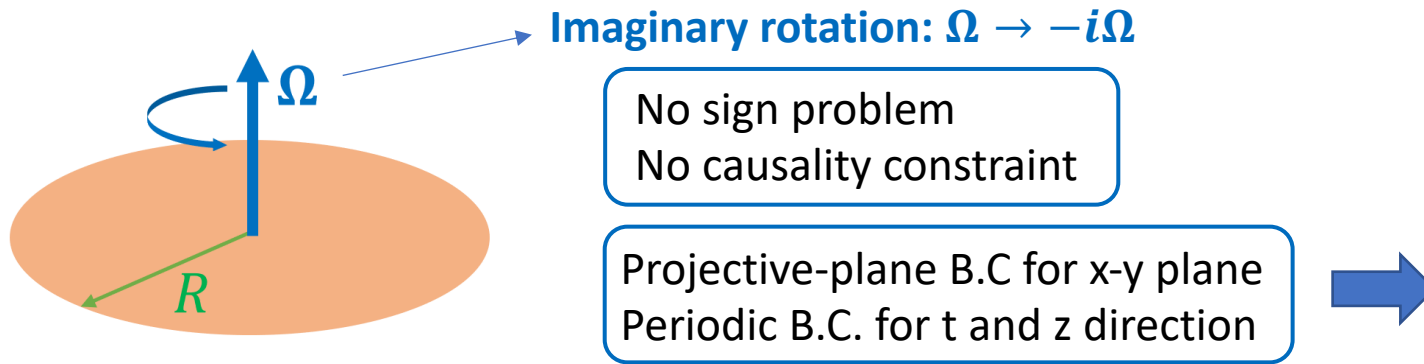 Imaginary rotation: Ω → −iΩ
Ω
No sign problem
No causality constraint
Projective-plane B.C for x-y plane
Periodic B.C. for t and z direction
R